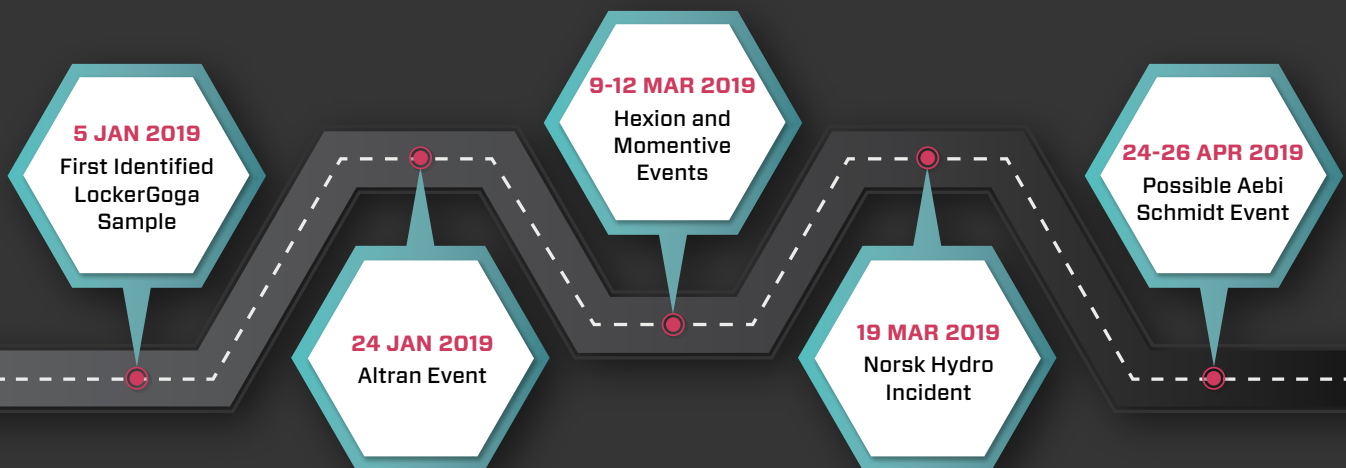 5 JAN 2019
First Identified
LockerGoga
Sample
24 JAN 2019
Altran Event
9-12 MAR 2019
Hexion and
Momentive
Events
19 MAR 2019
Norsk Hydro
Incident
24-26 APR 2019
Possible Aebi
Schmidt Event